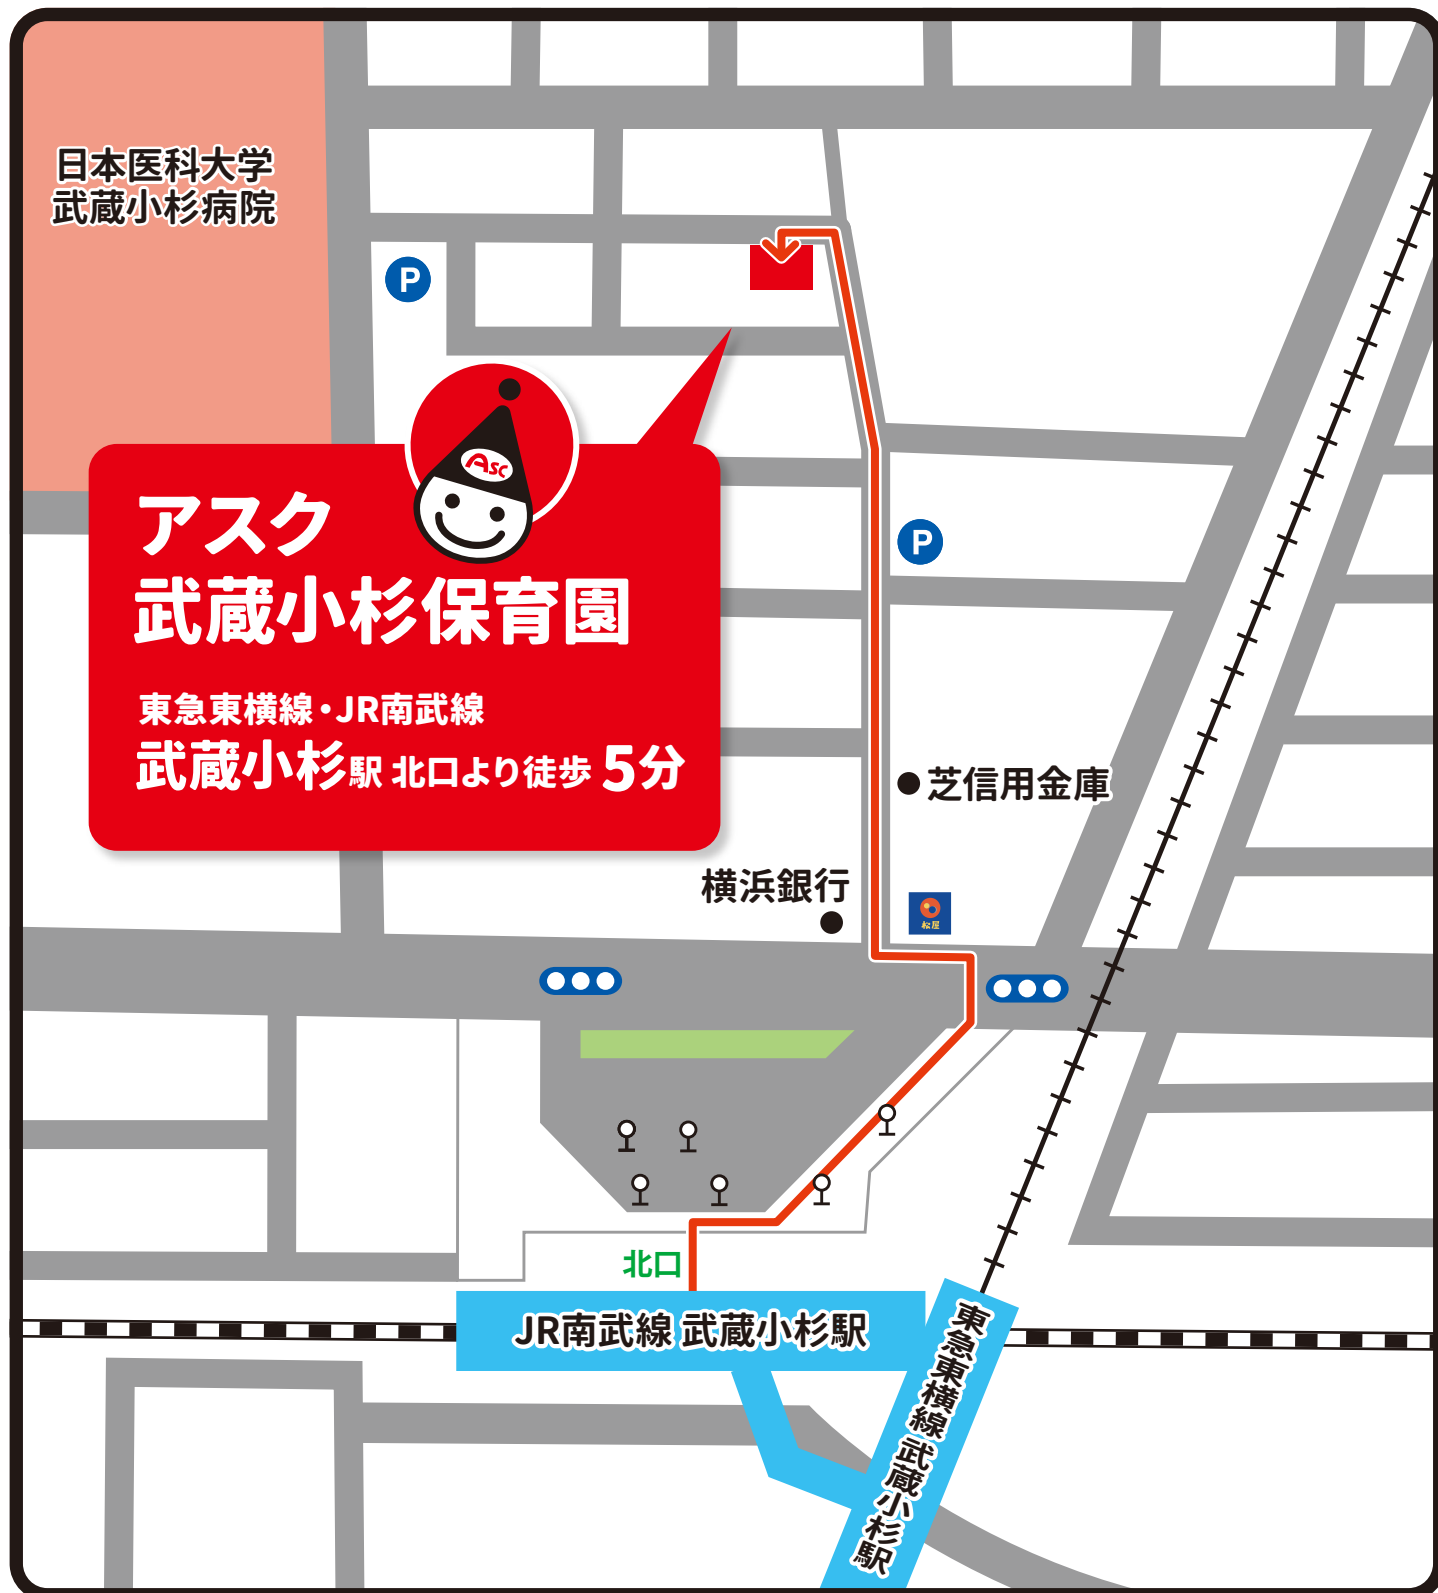 日本医科大学
武蔵小杉病院
P
ASC
アスク
武蔵小杉保育園
P
東急東横線・JR南武線
武蔵小杉駅 北口より徒歩 5分
芝信用金庫
横浜銀行
松屋
北口
JR南武線 武蔵小杉駅
東急東横線 武蔵小杉駅